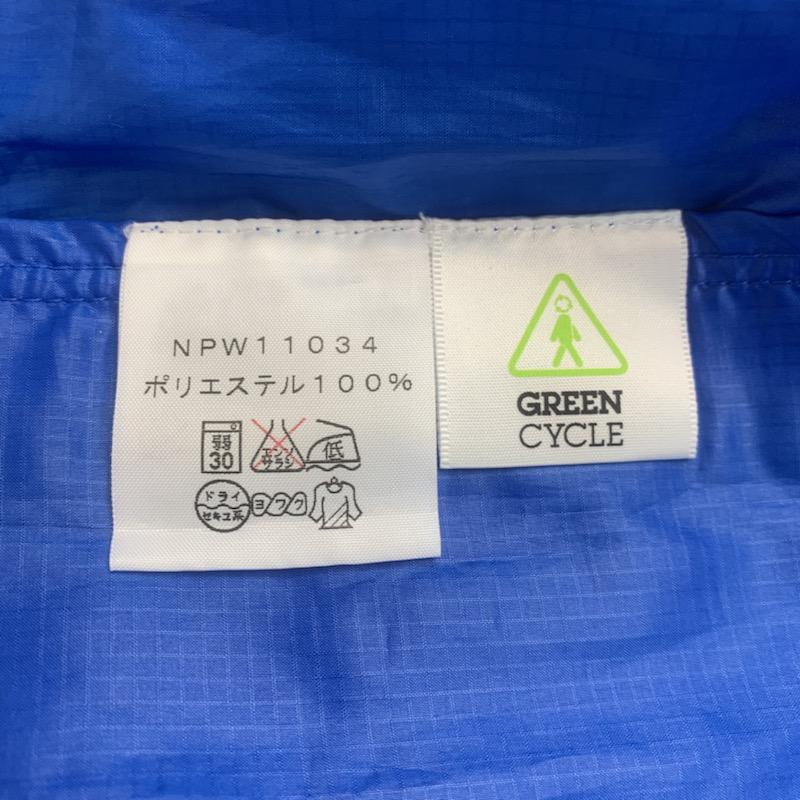 NPW11034
ポリエステル100%
弱
30
エンソ
サラシ
低
ドライ
セキユ系
ヨワク
GREEN
CYCLE